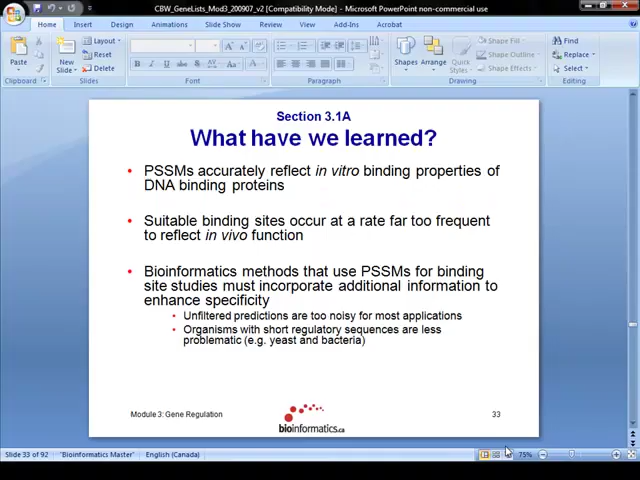 CBW_GeneLists_Mod3_200907_v2 [Compatibility Mode] - Microsoft PowerPoint non-commercial use
Home Insert Design Animations Slide Show Review View Add-Ins Acrobat
Paste
Clipboard
New Slide
Layout
Reset
Delete
Slides
Font
Paragraph
Shapes
Arrange
Quick Styles
Shape Fill
Shape Outline
Shape Effects
Drawing
Find
Replace
Select
Editing
Section 3.1A
What have we learned?
• PSSMs accurately reflect in vitro binding properties of
DNA binding proteins
• Suitable binding sites occur at a rate far too frequent
to reflect in vivo function
• Bioinformatics methods that use PSSMs for binding
site studies must incorporate additional information to
enhance specificity
• Unfiltered predictions are too noisy for most applications
• Organisms with short regulatory sequences are less
problematic (e.g. yeast and bacteria)
Module 3: Gene Regulation
bioinformatics.ca
33
Slide 33 of 92 "Bioinformatics Master" English (Canada) 75%